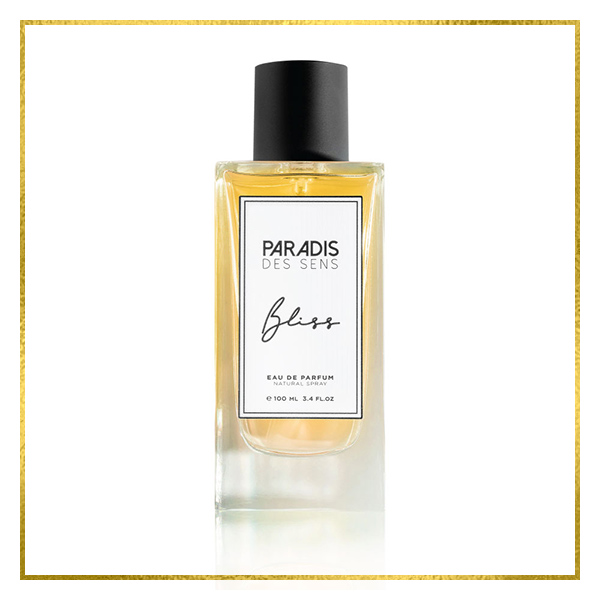 PARADIS
DES SENS
Bliss
EAU DE PARFUM
NATURAL SPRAY
e 100 ML 3.4 FL.OZ